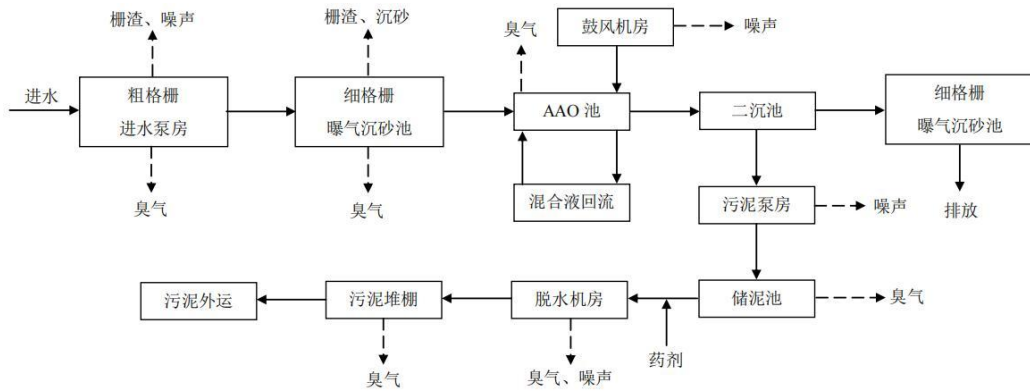 栅渣、噪声
栅渣、沉砂
臭气
鼓风机房
噪声
进水
粗格栅
进水泵房
细格栅
曝气沉砂池
AAO 池
二沉池
细格栅
曝气沉砂池
臭气
臭气
混合液回流
污泥泵房
噪声
排放
污泥外运
污泥堆棚
脱水机房
储泥池
臭气
药剂
臭气
臭气、噪声